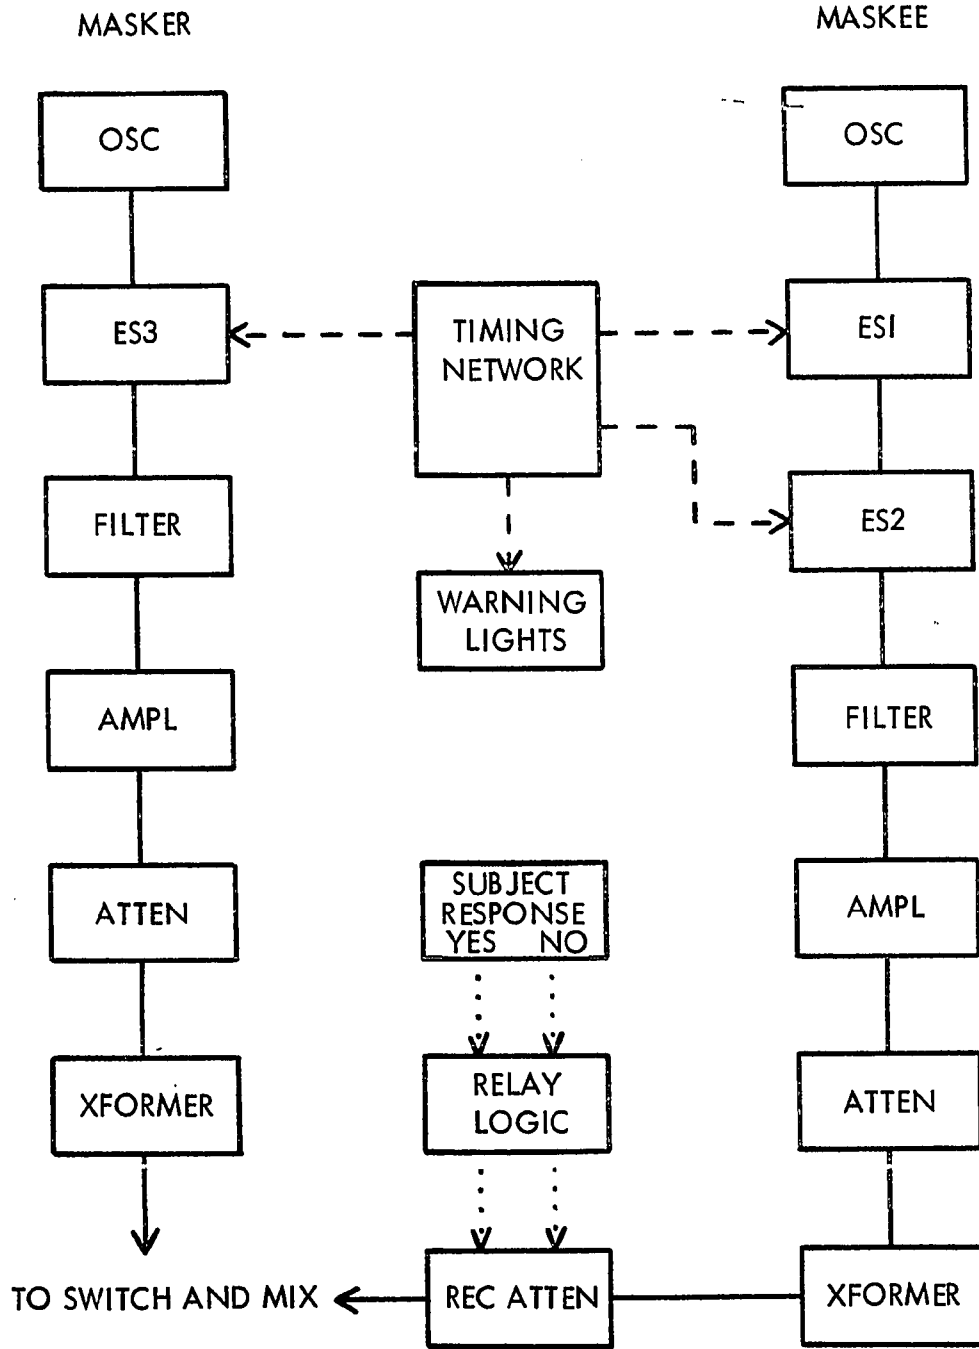 MASKER
MASKEE
OSC
OSC
ES3
TIMING
NETWORK
ES1
FILTER
ES2
WARNING
LIGHTS
AMPL
FILTER
ATTEN
SUBJECT
RESPONSE
YES NO
AMPL
XFORMER
RELAY
LOGIC
ATTEN
TO SWITCH AND MIX
REC ATTEN
XFORMER